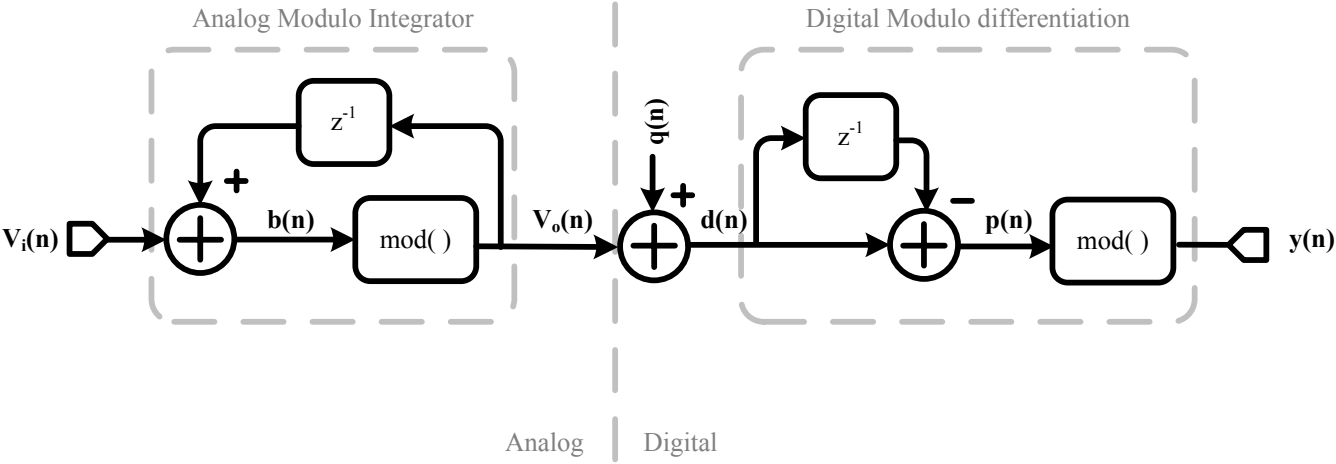 Analog Modulo Integrator
Digital Modulo differentiation
z-1
z-1
q(n)
+
+
−
Vi(n)
b(n)
mod( )
Vo(n)
d(n)
p(n)
mod( )
y(n)
Analog
Digital